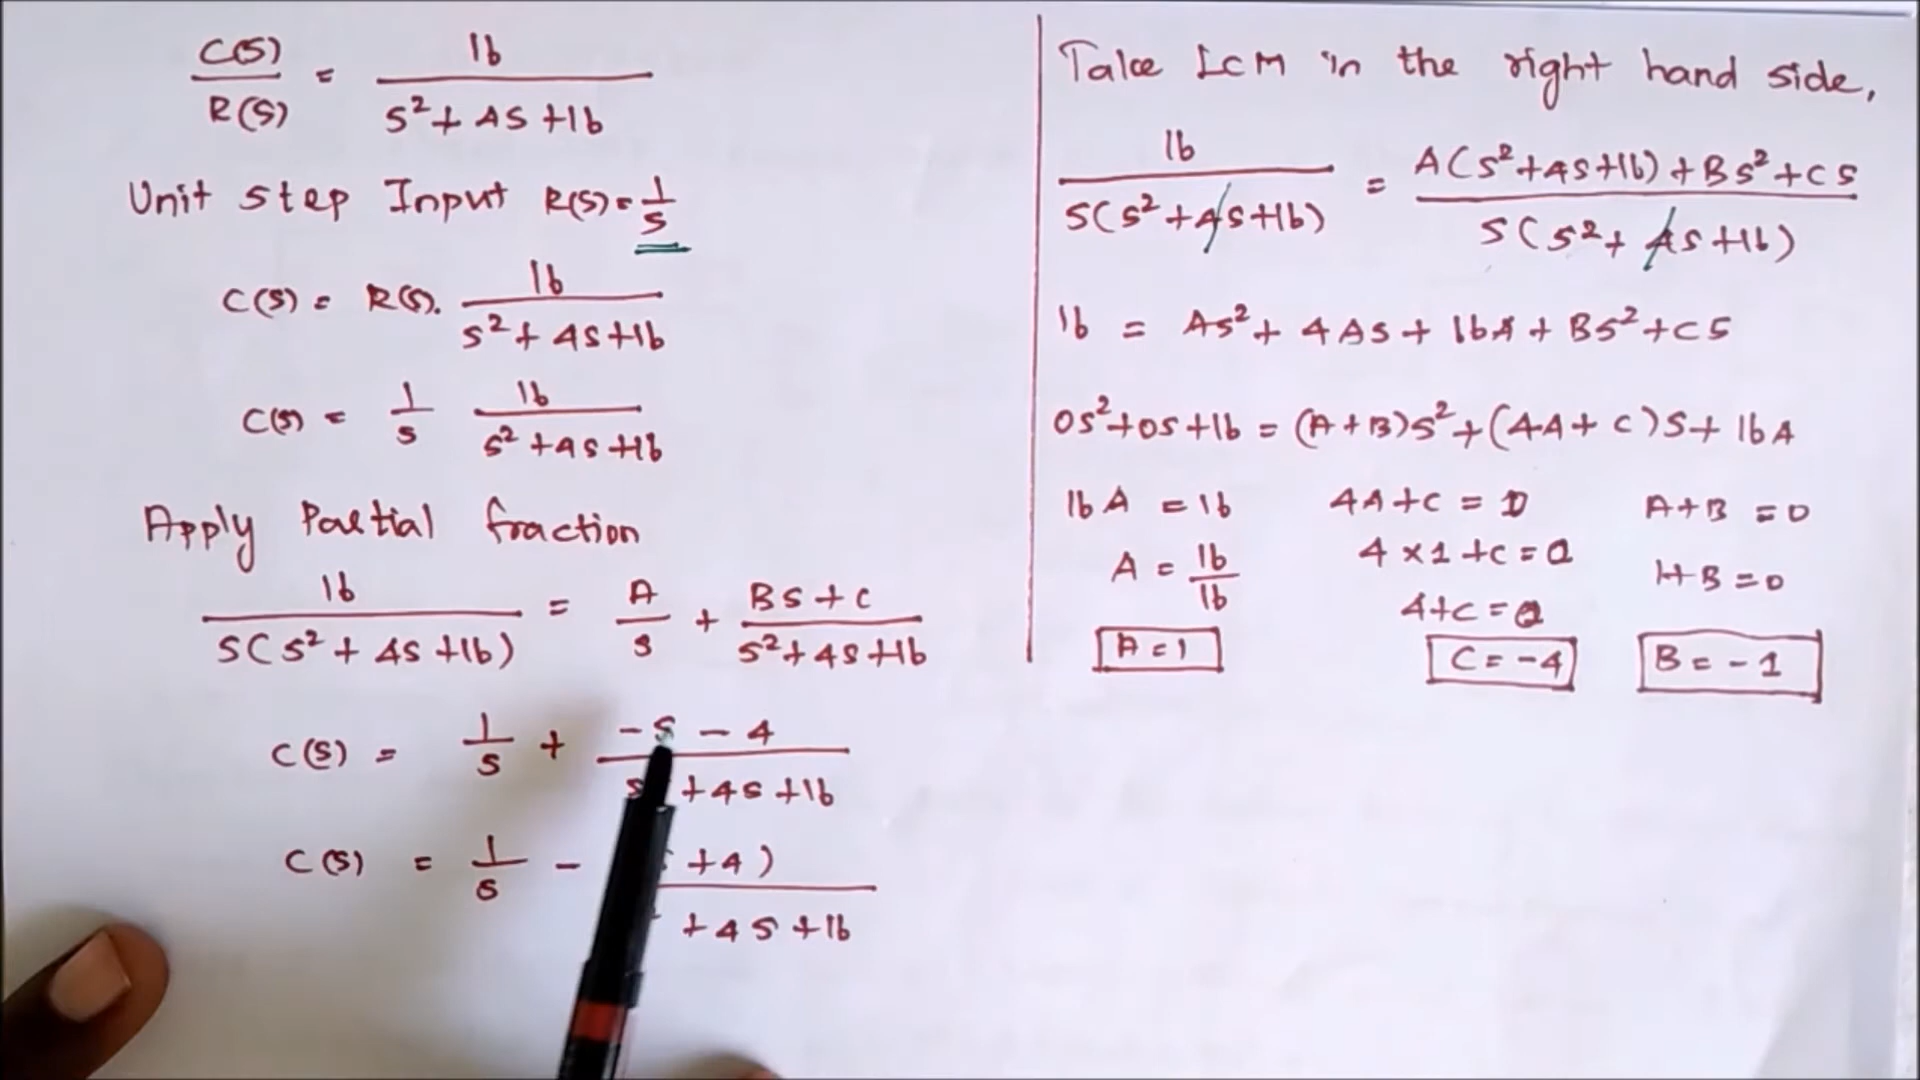 C(S)/R(S) = 16/(S² + 4S + 16)
Unit Step Input R(S) = 1/S
C(S) = R(S). 16/(S² + 4S + 16)
C(S) = 1/S 16/(S² + 4S + 16)
Apply Partial fraction
16/(S(S² + 4S + 16)) = A/S + (BS + C)/(S² + 4S + 16)
C(S) = 1/S + (-S - 4)/( + 4S + 16)
C(S) = 1/S - ( + 4)/( + 4S + 16)
Take LCM in the right hand side,
16/(S(S² + 4S + 16)) = (A(S² + 4S + 16) + BS² + CS)/(S(S² + 4S + 16))
16 = AS² + 4AS + 16A + BS² + CS
0S² + 0S + 16 = (A + B)S² + (4A + C)S + 16A
16A = 16 4A + C = 0 A + B = 0
A = 16/16 4 × 1 + C = 0 1 + B = 0
4 + C = 0
A = 1 C = -4 B = -1